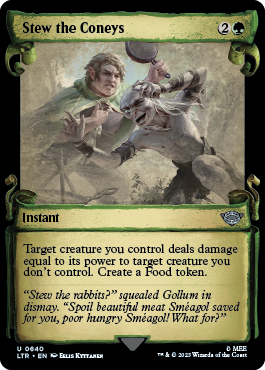 Stew the Coneys 2
Instant
Target creature you control deals damage
equal to its power to target creature you
don't control. Create a Food token.
"Stew the rabbits?" squealed Gollum in
dismay. "Spoil beautiful meat Sméagol saved
for you, poor hungry Sméagol! What for?"
U 0640 & MEE
LTR • EN Eelis Kyttanen ™ & © 2023 Wizards of the Coast